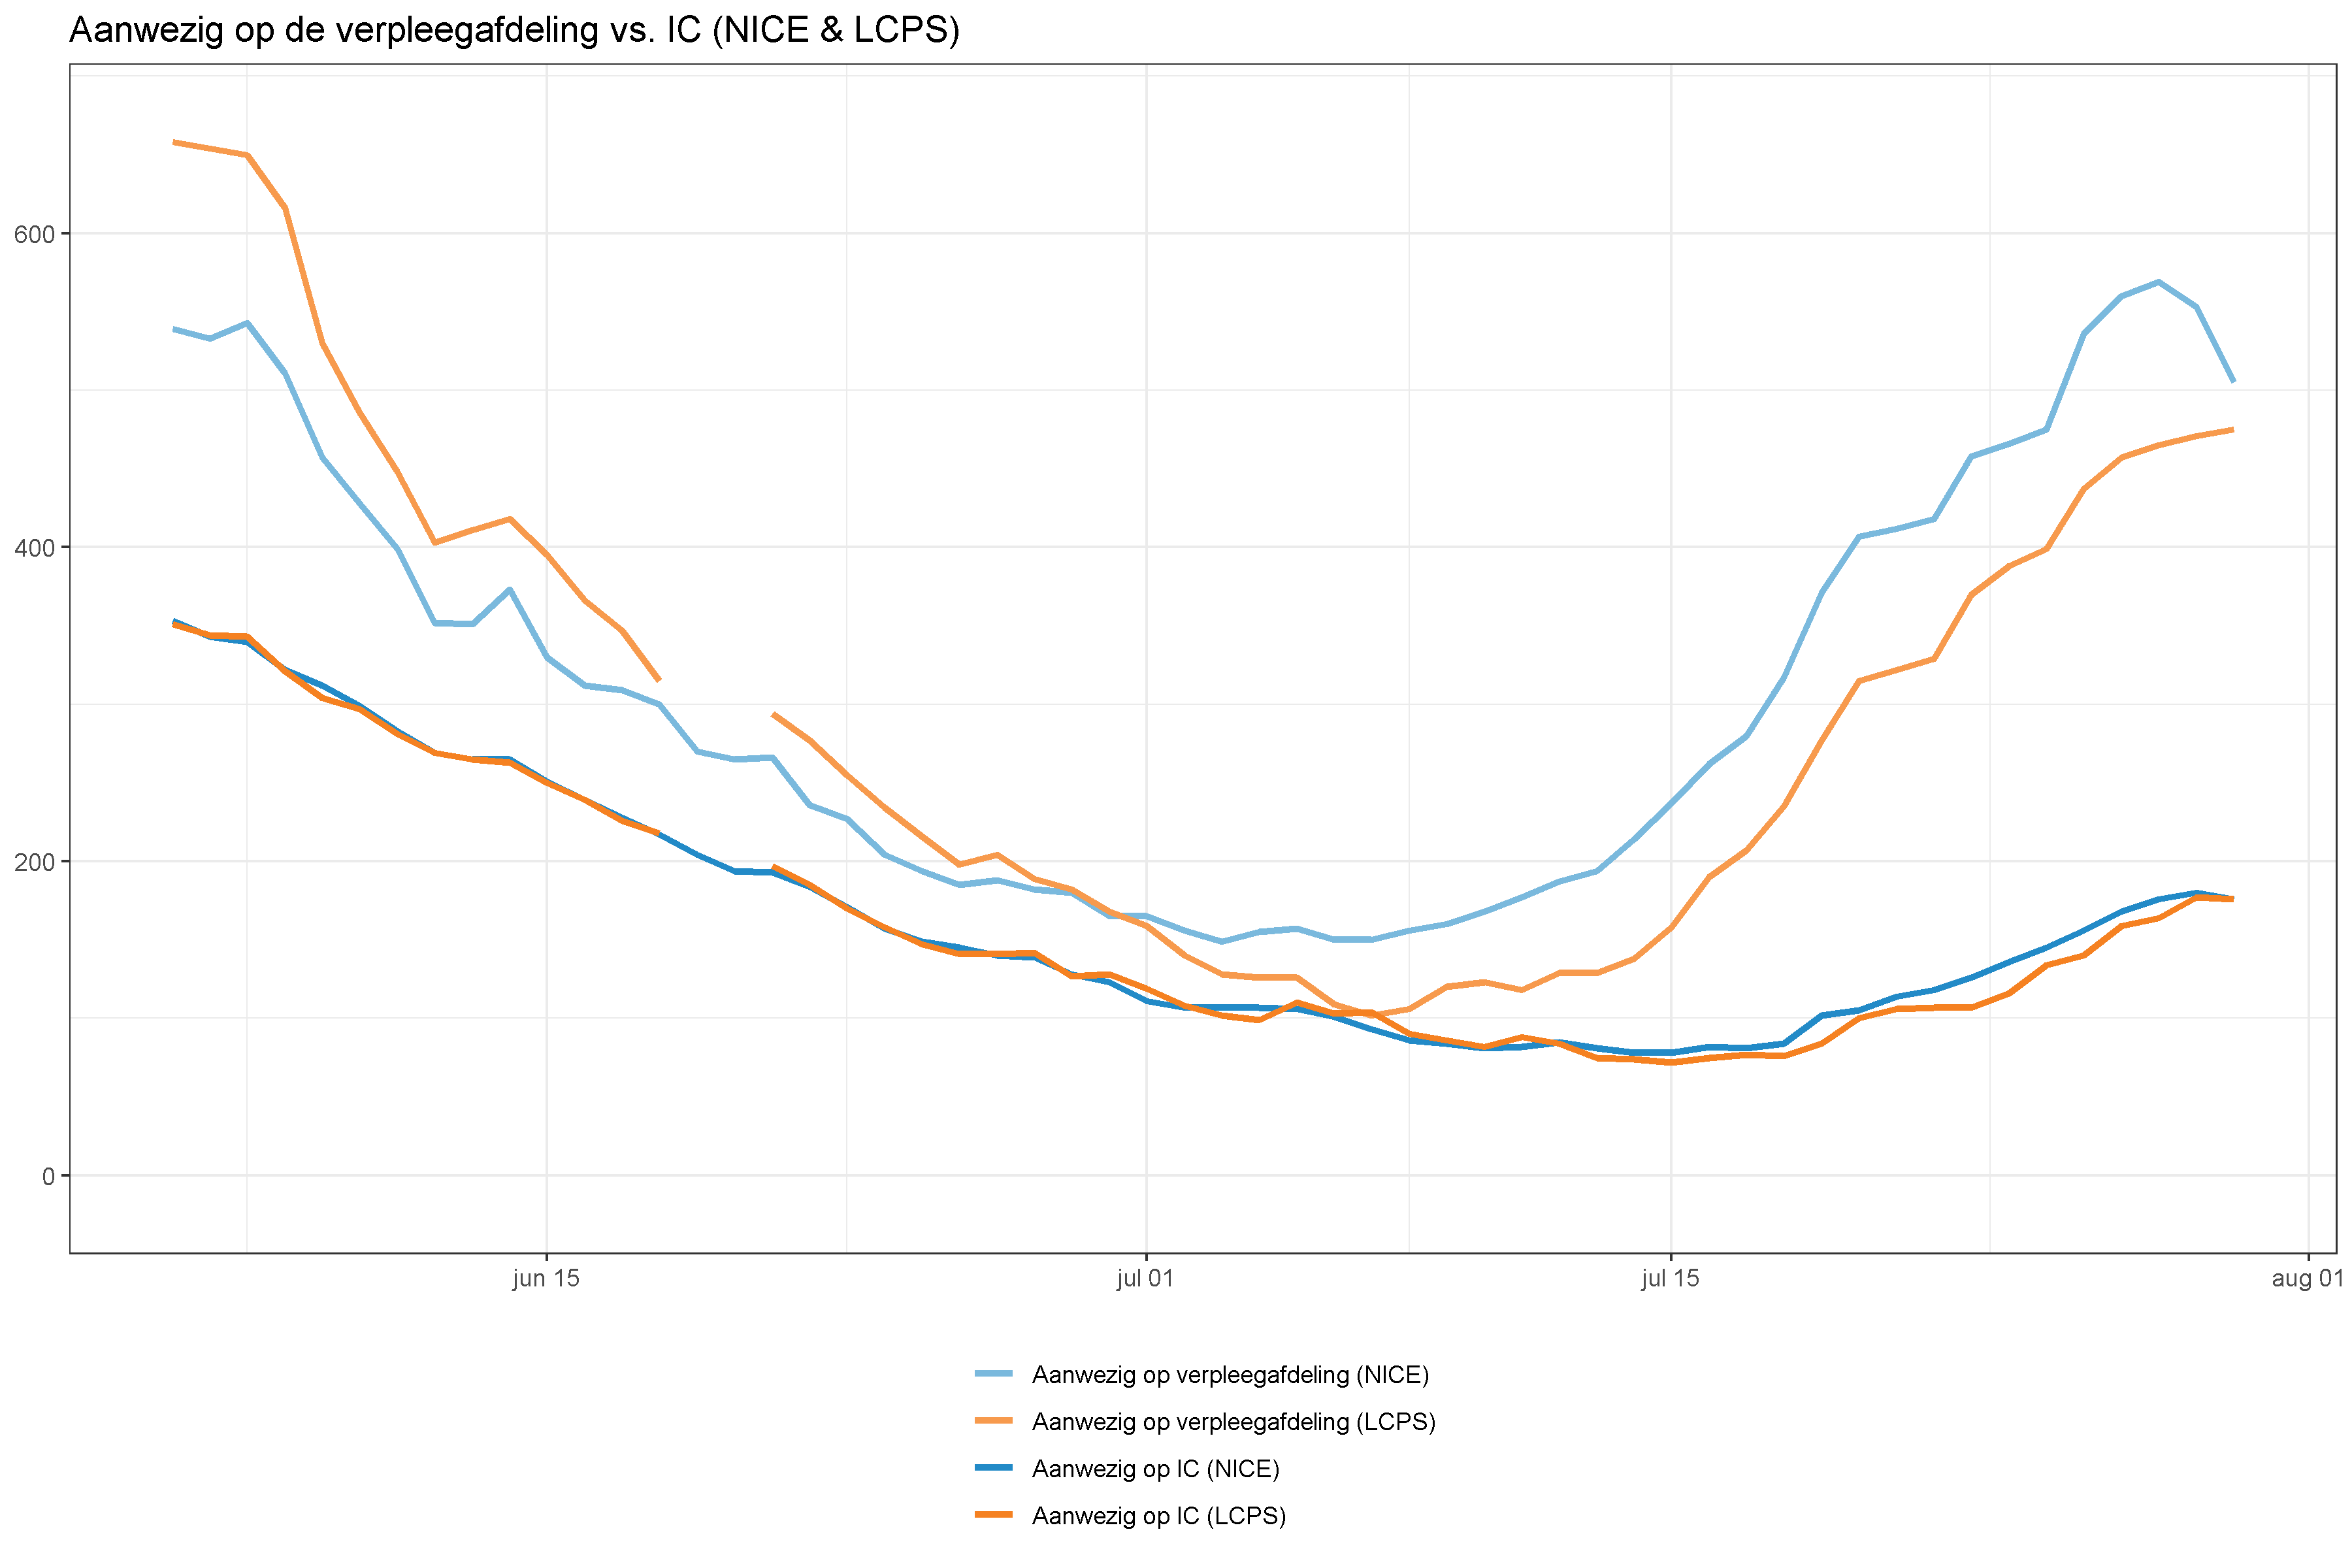 Aanwezig op de verpleegafdeling vs. IC (NICE & LCPS)
600
400
200
0
jun 15
jul 01
jul 15
aug 01
Aanwezig op verpleegafdeling (NICE)
Aanwezig op verpleegafdeling (LCPS)
Aanwezig op IC (NICE)
Aanwezig op IC (LCPS)